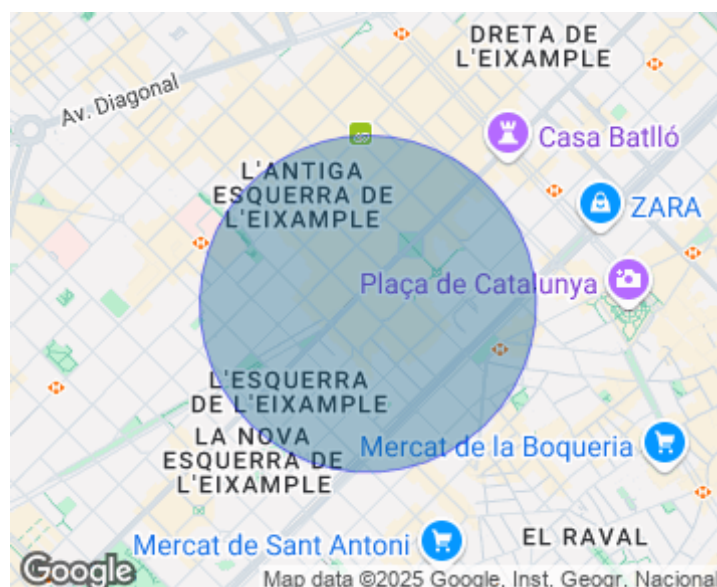 DRETA DE
L'EIXAMPLE
Av. Diagonal
Casa Batlló
L'ANTIGA
ESQUERRA DE
L'EIXAMPLE
ZARA
Plaça de Catalunya
L'ESQUERRA
DE L'EIXAMPLE
LA NOVA
ESQUERRA DE
L'EIXAMPLE
Mercat de la Boqueria
Mercat de Sant Antoni
EL RAVAL
Google
Map data ©2025 Google, Inst. Geogr. Nacional